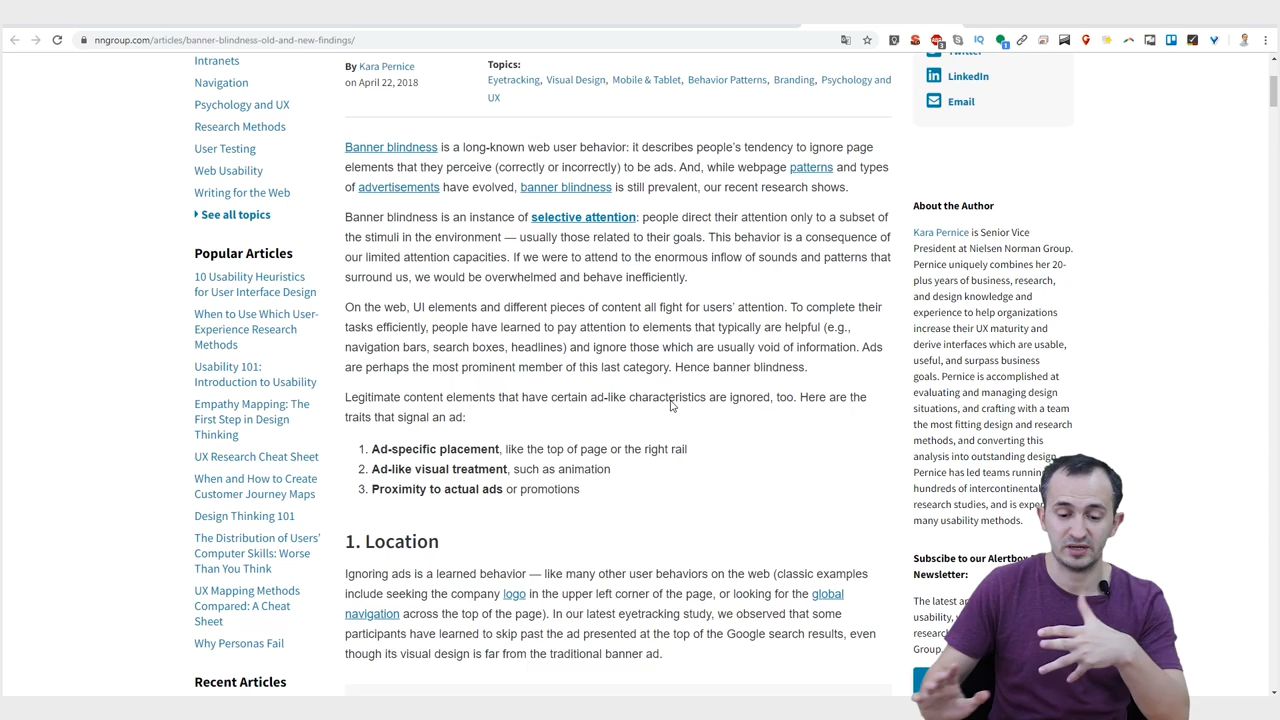 nngroup.com/articles/banner-blindness-old-and-new-findings/
Intranets
Navigation
Psychology and UX
Research Methods
User Testing
Web Usability
Writing for the Web
See all topics
Popular Articles
10 Usability Heuristics
for User Interface Design
When to Use Which User-
Experience Research
Methods
Usability 101:
Introduction to Usability
Empathy Mapping: The
First Step in Design
Thinking
UX Research Cheat Sheet
When and How to Create
Customer Journey Maps
Design Thinking 101
The Distribution of Users'
Computer Skills: Worse
Than You Think
UX Mapping Methods
Compared: A Cheat
Sheet
Why Personas Fail
Recent Articles
By Kara Pernice
on April 22, 2018
Topics:
Eyetracking, Visual Design, Mobile & Tablet, Behavior Patterns, Branding, Psychology and
UX
Banner blindness is a long-known web user behavior: it describes people's tendency to ignore page
elements that they perceive (correctly or incorrectly) to be ads. And, while webpage patterns and types
of advertisements have evolved, banner blindness is still prevalent, our recent research shows.
Banner blindness is an instance of selective attention: people direct their attention only to a subset of
the stimuli in the environment — usually those related to their goals. This behavior is a consequence of
our limited attention capacities. If we were to attend to the enormous inflow of sounds and patterns that
surround us, we would be overwhelmed and behave inefficiently.
On the web, UI elements and different pieces of content all fight for users' attention. To complete their
tasks efficiently, people have learned to pay attention to elements that typically are helpful (e.g.,
navigation bars, search boxes, headlines) and ignore those which are usually void of information. Ads
are perhaps the most prominent member of this last category. Hence banner blindness.
Legitimate content elements that have certain ad-like characteristics are ignored, too. Here are the
traits that signal an ad:
1. Ad-specific placement, like the top of page or the right rail
2. Ad-like visual treatment, such as animation
3. Proximity to actual ads or promotions
1. Location
Ignoring ads is a learned behavior — like many other user behaviors on the web (classic examples
include seeking the company logo in the upper left corner of the page, or looking for the global
navigation across the top of the page). In our latest eyetracking study, we observed that some
participants have learned to skip past the ad presented at the top of the Google search results, even
though its visual design is far from the traditional banner ad.
Twitter
LinkedIn
Email
About the Author
Kara Pernice is Senior Vice
President at Nielsen Norman Group.
Pernice uniquely combines her 20-
plus years of business, research,
and design knowledge and
experience to help organizations
increase their UX maturity and
derive interfaces which are usable,
useful, and surpass business
goals. Pernice is accomplished at
evaluating and managing design
situations, and crafting with a team
the most fitting design and research
methods, and converting this
analysis into outstanding design.
Pernice has led teams running
hundreds of intercontinental
research studies, and is
many usability methods.
Subscibe to our Alertbox
Newsletter:
The latest
usability,
Group.